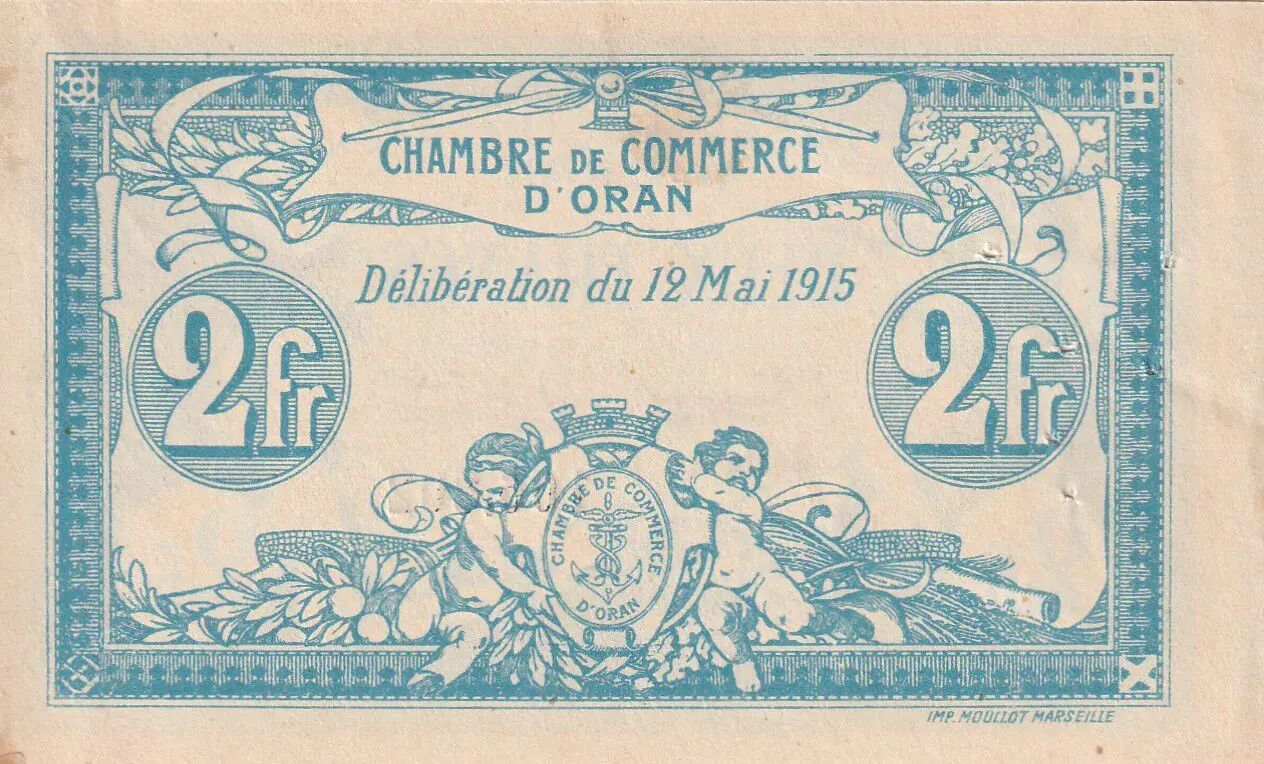 CHAMBRE DE COMMERCE
D'ORAN
Délibération du 12 Mai 1915
2fr
2fr
CHAMBRE DE COMMERCE
D'ORAN
IMP. MOULLOT MARSEILLE